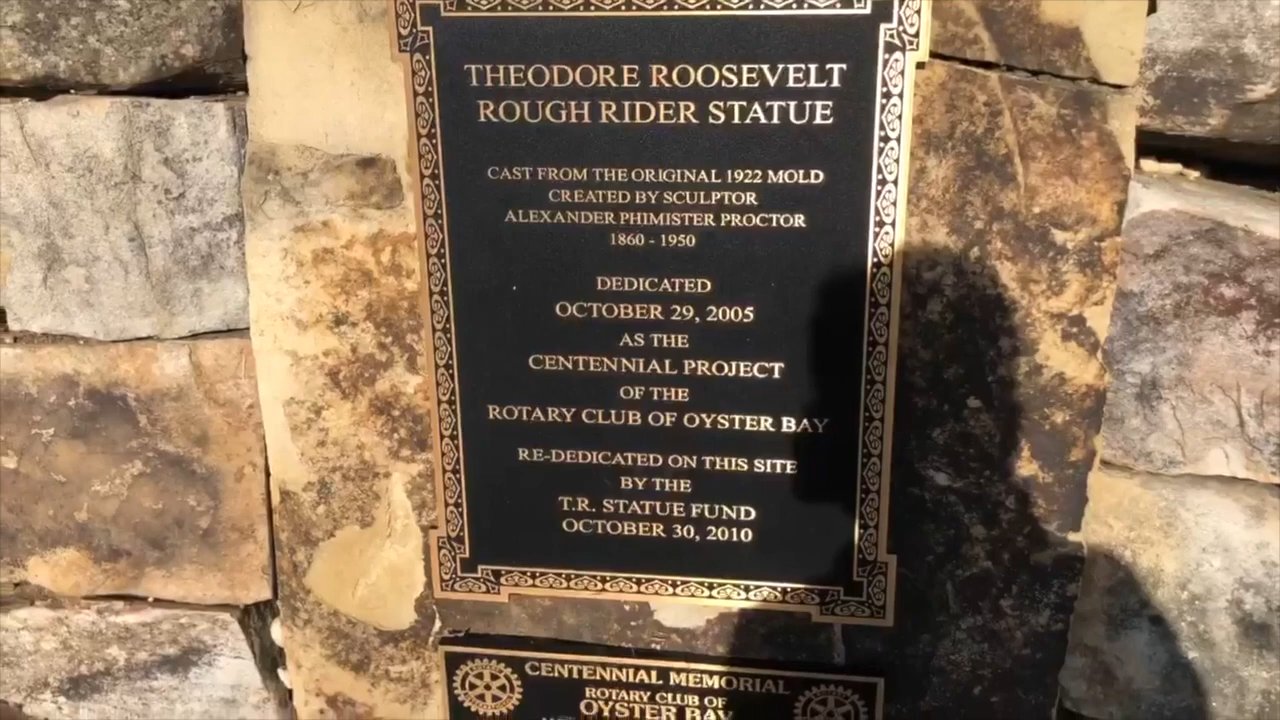 THEODORE ROOSEVELT
ROUGH RIDER STATUE
CAST FROM THE ORIGINAL 1922 MOLD
CREATED BY SCULPTOR
ALEXANDER PHIMISTER PROCTOR
1860 - 1950
DEDICATED
OCTOBER 29, 2005
AS THE
CENTENNIAL PROJECT
OF THE
ROTARY CLUB OF OYSTER BAY
RE-DEDICATED ON THIS SITE
BY THE
T.R. STATUE FUND
OCTOBER 30, 2010
CENTENNIAL MEMORIAL
ROTARY CLUB OF
OYSTER BAY